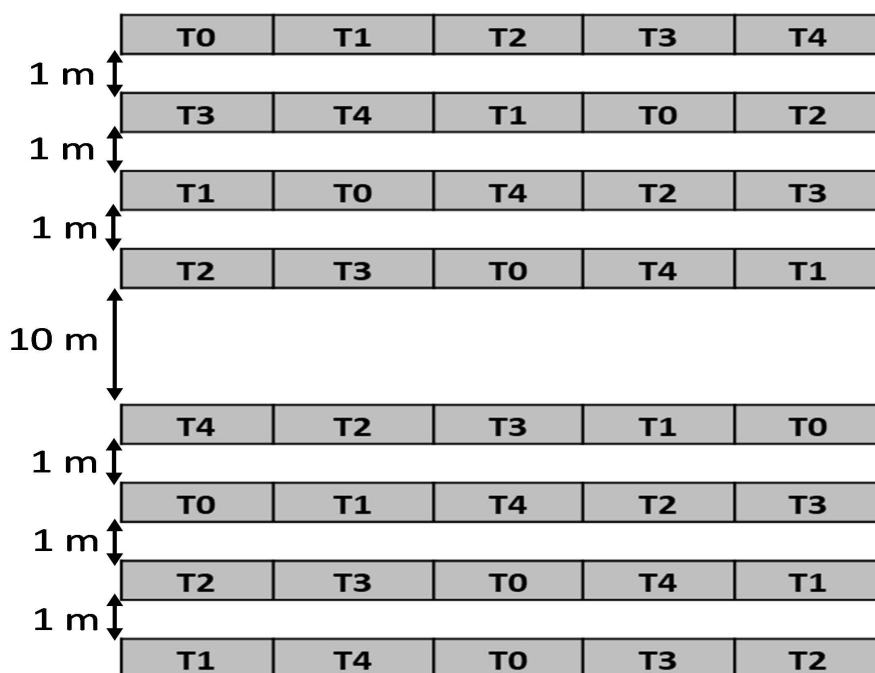 T0 T1 T2 T3 T4
1 m
T3 T4 T1 T0 T2
1 m
T1 T0 T4 T2 T3
1 m
T2 T3 T0 T4 T1
10 m
T4 T2 T3 T1 T0
1 m
T0 T1 T4 T2 T3
1 m
T2 T3 T0 T4 T1
1 m
T1 T4 T0 T3 T2